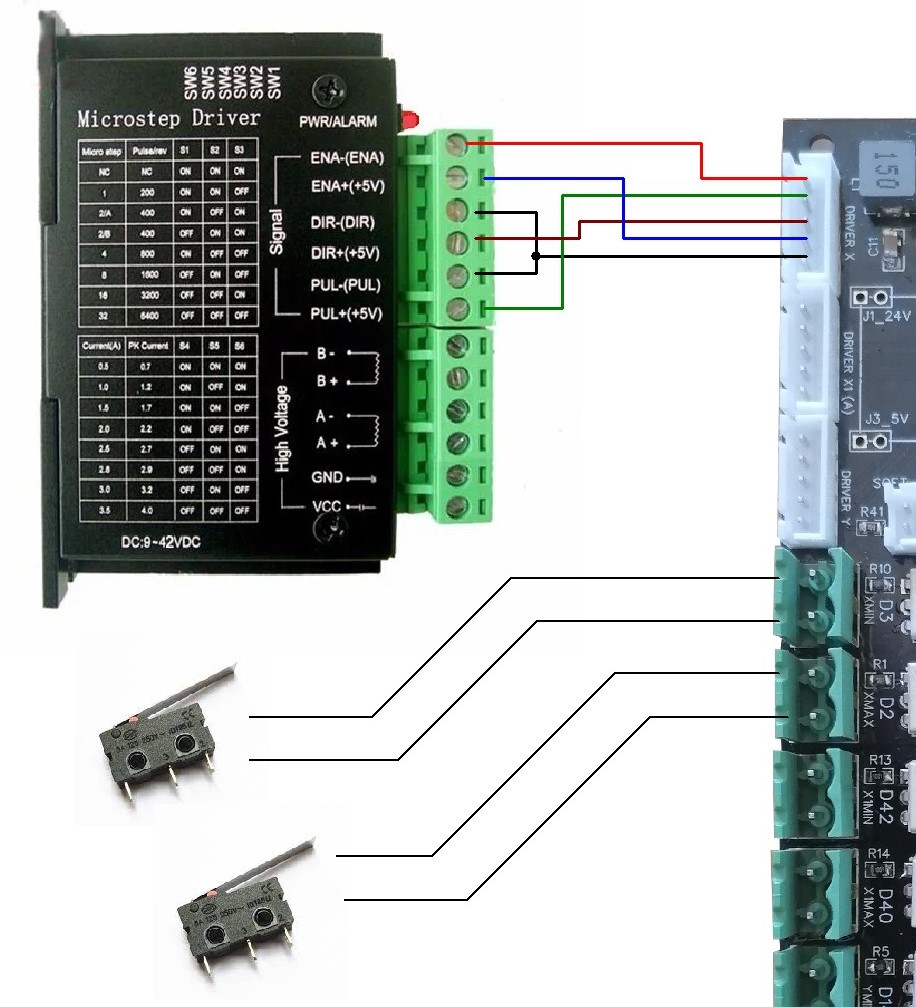 SW6
SW5
SW4
SW3
SW2
SW1
Microstep Driver
PWR/ALARM
Micro step Pulse/rev S1 S2 S3
NC NC ON ON ON
1 200 ON ON OFF
2/A 400 ON OFF ON
2/B 400 OFF ON ON
4 800 ON OFF OFF
8 1600 OFF ON OFF
16 3200 OFF OFF ON
32 6400 OFF OFF OFF
Current(A) PK Current S4 S5 S6
0.5 0.7 ON ON ON
1.0 1.2 ON OFF ON
1.5 1.7 ON ON OFF
2.0 2.2 ON OFF OFF
2.5 2.7 OFF ON ON
2.8 2.9 OFF OFF ON
3.0 3.2 OFF ON OFF
3.5 4.0 OFF OFF OFF
DC:9~42VDC
Signal
ENA-(ENA)
ENA+(+5V)
DIR-(DIR)
DIR+(+5V)
PUL-(PUL)
PUL+(+5V)
High Voltage
B -
B +
A -
A +
GND
VCC
150
DRIVER X
C11
J1_24V
DRIVER X1 (A)
J3_5V
DRIVER Y
R41
R10
XMIN
D3
R1
XMAX
D2
R13
X1MIN
D42
R14
X1MAX
D40
R5